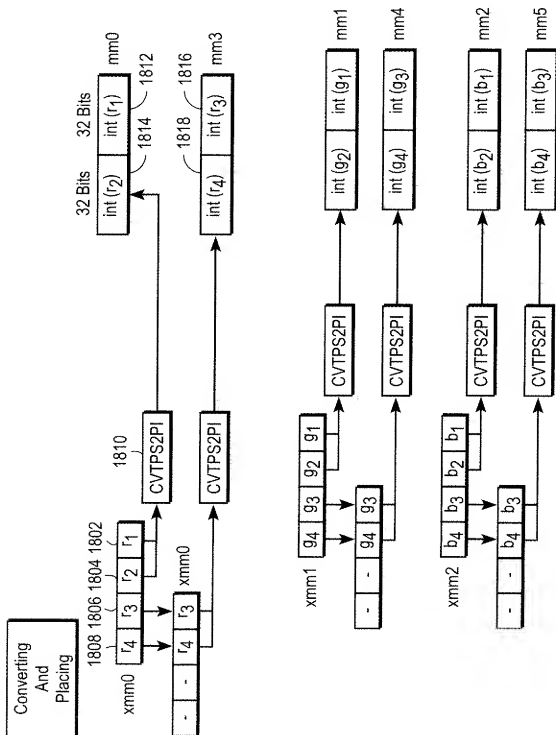 Converting
And
Placing
1808 1806 1804 1802
xmm0
r4 r3 r2 r1
xmm0
- - r4 r3
1810
CVTPS2PI
CVTPS2PI
32 Bits 32 Bits
int (r2) int (r1) mm0
1814 1812
int (r4) int (r3) mm3
1818 1816
xmm1
g4 g3 g2 g1
- - g4 g3
CVTPS2PI
CVTPS2PI
int (g2) int (g1) mm1
int (g4) int (g3) mm4
xmm2
b4 b3 b2 b1
- - b4 b3
CVTPS2PI
CVTPS2PI
int (b2) int (b1) mm2
int (b4) int (b3) mm5